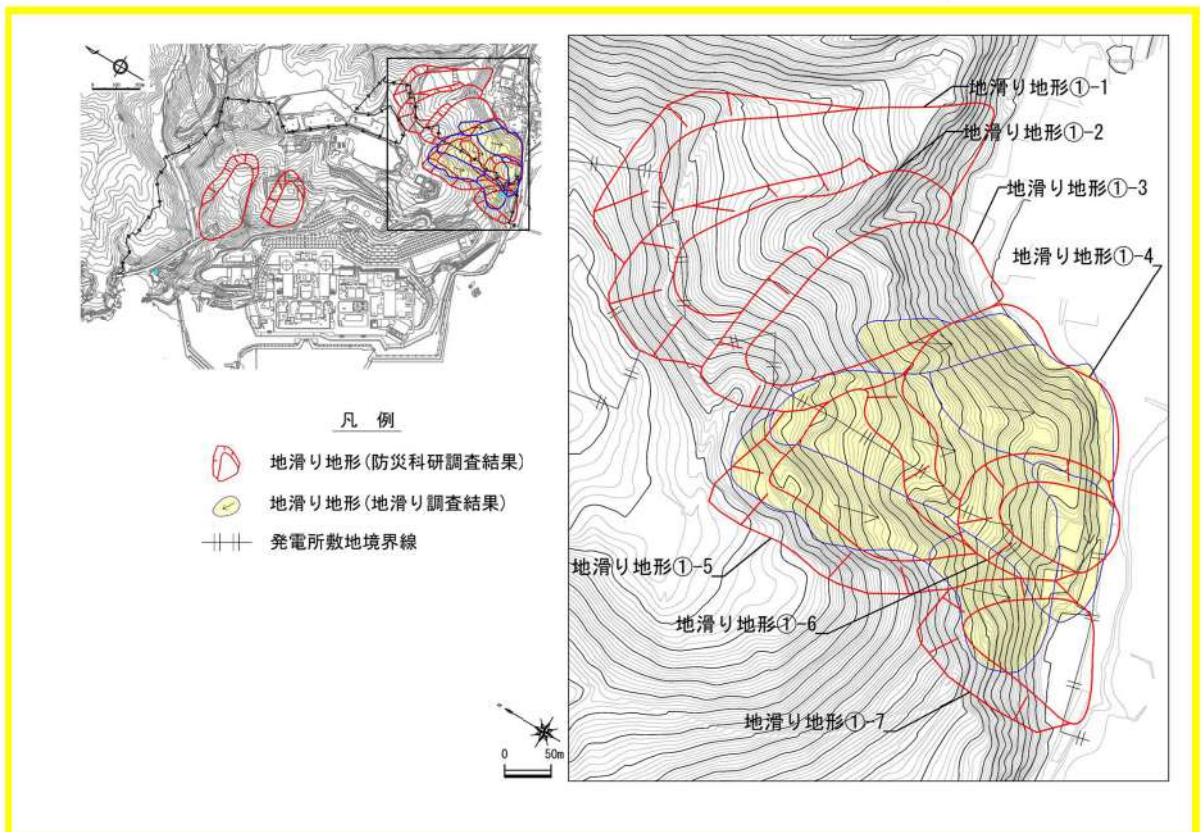 地滑り地形①-1
地滑り地形①-2
地滑り地形①-3
地滑り地形①-4
凡　例
地滑り地形(防災科研調査結果)
地滑り地形(地滑り調査結果)
発電所敷地境界線
地滑り地形①-5
地滑り地形①-6
地滑り地形①-7
0 50m